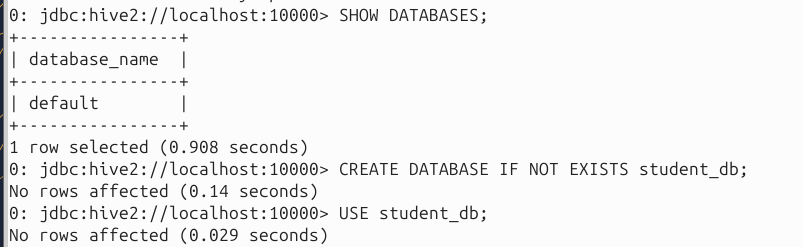 0: jdbc:hive2://localhost:10000> SHOW DATABASES;
+----------------+
| database_name  |
+----------------+
| default        |
+----------------+
1 row selected (0.908 seconds)
0: jdbc:hive2://localhost:10000> CREATE DATABASE IF NOT EXISTS student_db;
No rows affected (0.14 seconds)
0: jdbc:hive2://localhost:10000> USE student_db;
No rows affected (0.029 seconds)